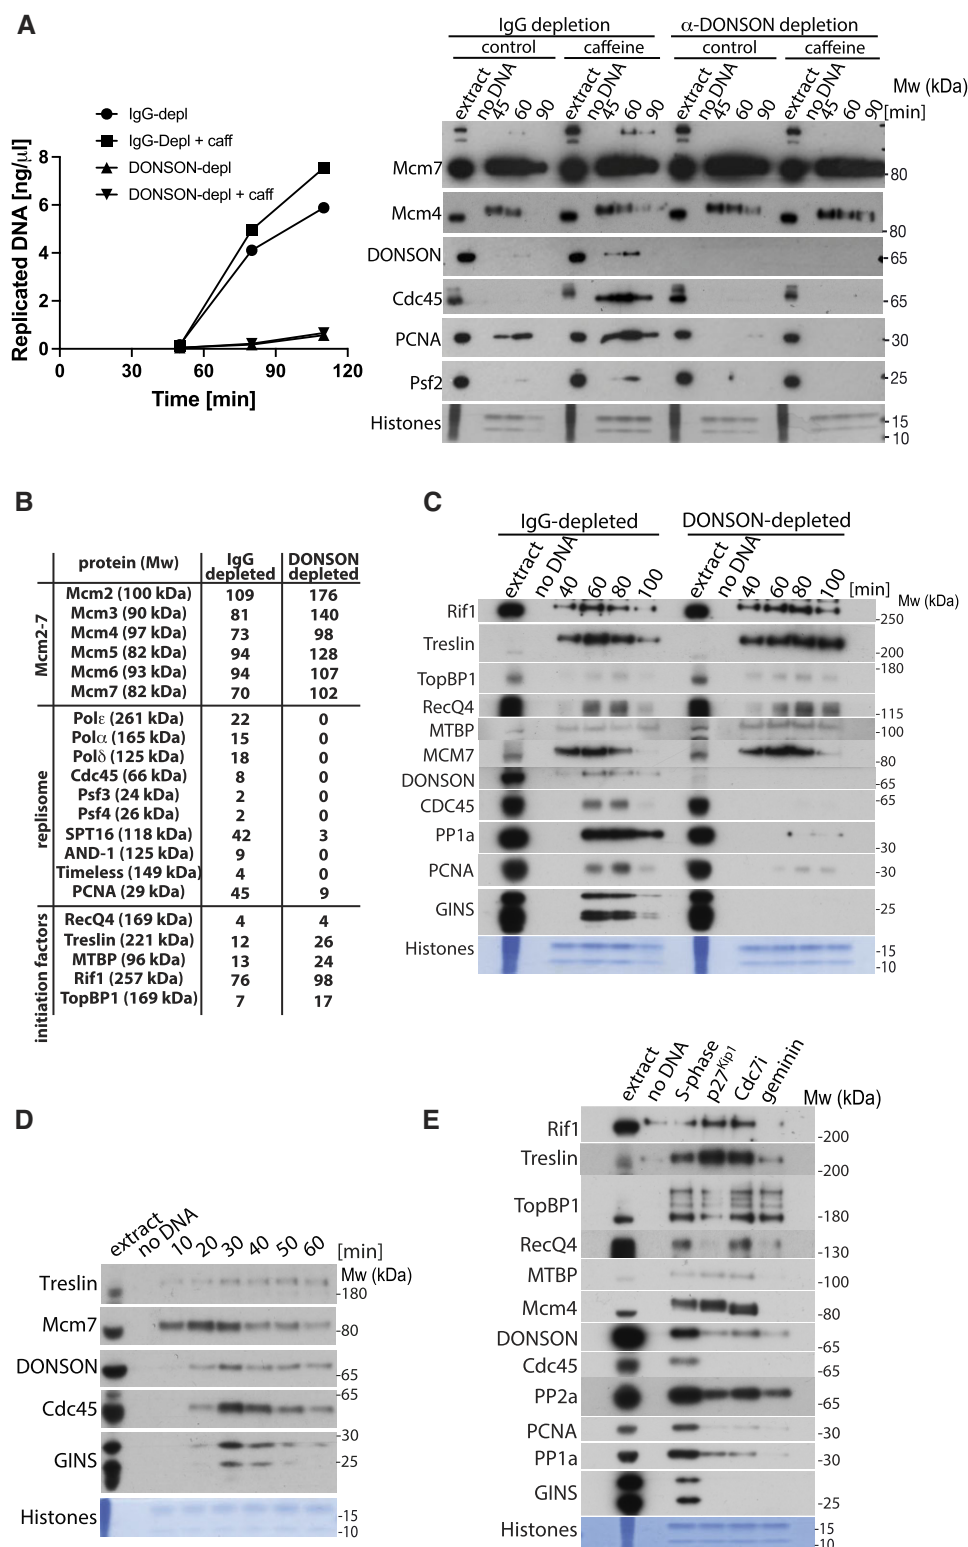 A
IgG depletion
α-DONSON depletion
control
caffeine
control
caffeine
extract
no DNA
45
60
90
extract
no DNA
45
60
90
extract
no DNA
45
60
90
extract
no DNA
45
60
90
Mw (kDa)
[min]
IgG-depl
IgG-Depl + caff
DONSON-depl
DONSON-depl + caff
Replicated DNA [ng/µl]
8
6
4
2
0
0
30
60
90
120
Time [min]
Mcm7
-80
Mcm4
80
DONSON
-65
Cdc45
-65
PCNA
-30
Psf2
-25
Histones
-15
-10
B
protein (Mw)
IgG depleted
DONSON depleted
Mcm2-7
Mcm2 (100 kDa) 109 176
Mcm3 (90 kDa) 81 140
Mcm4 (97 kDa) 73 98
Mcm5 (82 kDa) 94 128
Mcm6 (93 kDa) 94 107
Mcm7 (82 kDa) 70 102
replisome
Polε (261 kDa) 22 0
Polα (165 kDa) 15 0
Polδ (125 kDa) 18 0
Cdc45 (66 kDa) 8 0
Psf3 (24 kDa) 2 0
Psf4 (26 kDa) 2 0
SPT16 (118 kDa) 42 3
AND-1 (125 kDa) 9 0
Timeless (149 kDa) 4 0
PCNA (29 kDa) 45 9
initiation factors
RecQ4 (169 kDa) 4 4
Treslin (221 kDa) 12 26
MTBP (96 kDa) 13 24
Rif1 (257 kDa) 76 98
TopBP1 (169 kDa) 7 17
C
IgG-depleted
DONSON-depleted
extract
no DNA
40
60
80
100
extract
no DNA
40
60
80
100
[min]
Mw (kDa)
Rif1
-250
Treslin
-200
-180
TopBP1
RecQ4
-115
MTBP
-100
MCM7
-80
DONSON
-65
CDC45
-65
PP1a
-30
PCNA
-30
GINS
-25
Histones
-15
-10
D
extract
no DNA
10
20
30
40
50
60
[min]
Mw (kDa)
Treslin
-180
Mcm7
-80
DONSON
-65
-65
Cdc45
-30
GINS
-25
Histones
-15
-10
E
extract
no DNA
S-phase
p27Kip1
Cdc7i
geminin
Mw (kDa)
Rif1
-200
Treslin
-200
TopBP1
-180
RecQ4
-130
MTBP
-100
Mcm4
-80
DONSON
-65
Cdc45
-65
PP2a
-65
PCNA
-30
PP1a
-30
GINS
-25
Histones
-15
-10